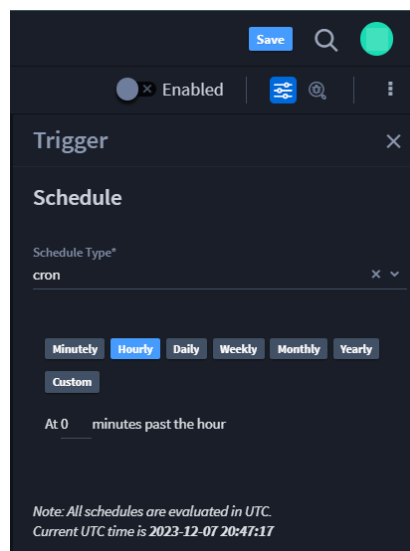 Save
Enabled
Trigger
Schedule
Schedule Type*
cron
Minutely Hourly Daily Weekly Monthly Yearly
Custom
At 0 minutes past the hour
Note: All schedules are evaluated in UTC.
Current UTC time is 2023-12-07 20:47:17